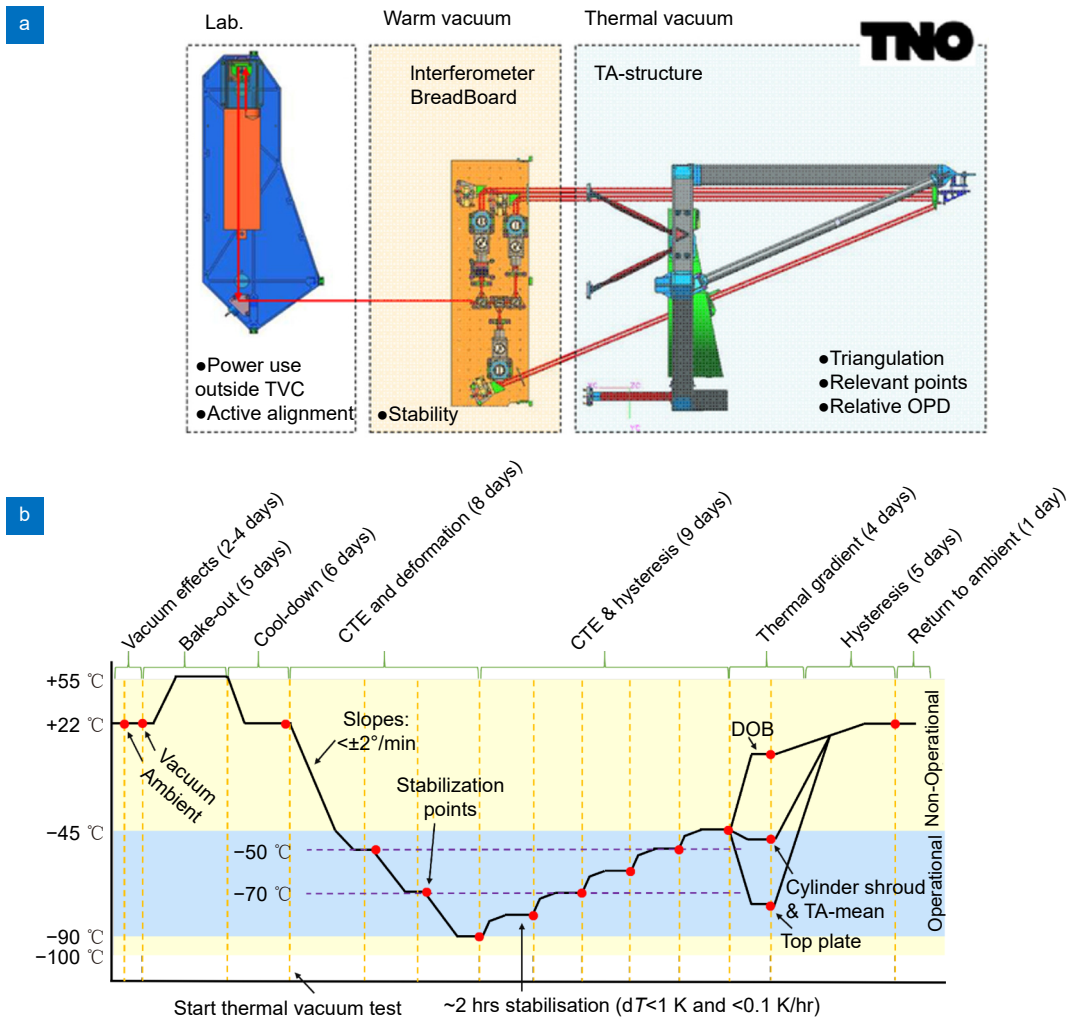 a
Lab.
Warm vacuum
Thermal vacuum
TNO
Interferometer
BreadBoard
TA-structure
●Power use
outside TVC
●Active alignment
●Stability
●Triangulation
●Relevant points
●Relative OPD
b
Vacuum effects (2-4 days)
Bake-out (5 days)
Cool-down (6 days)
CTE and deformation (8 days)
CTE & hysteresis (9 days)
Thermal gradient (4 days)
Hysteresis (5 days)
Return to ambient (1 day)
+55 ℃
+22 ℃
−45 ℃
−50 ℃
−70 ℃
−90 ℃
−100 ℃
Vacuum
Ambient
Slopes:
<±2°/min
Stabilization
points
DOB
Cylinder shroud
& TA-mean
Top plate
Non-Operational
Operational
Start thermal vacuum test
~2 hrs stabilisation (dT<1 K and <0.1 K/hr)